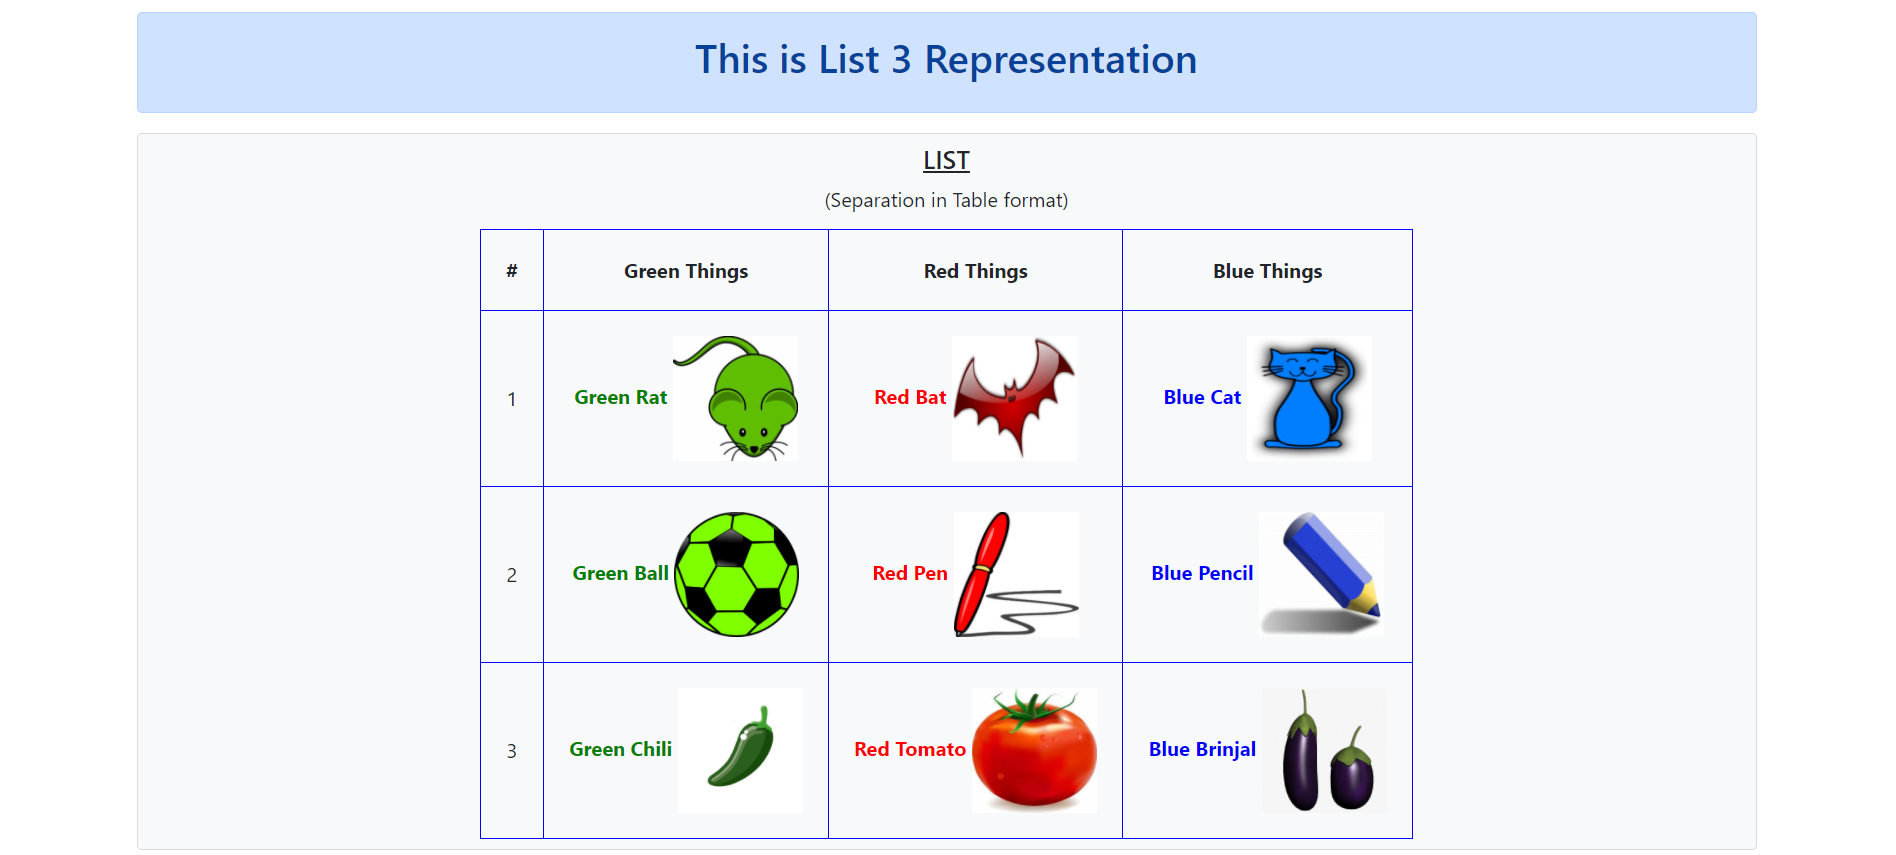 This is List 3 Representation
LIST
(Separation in Table format)
# Green Things Red Things Blue Things
1 Green Rat Red Bat Blue Cat
2 Green Ball Red Pen Blue Pencil
3 Green Chili Red Tomato Blue Brinjal